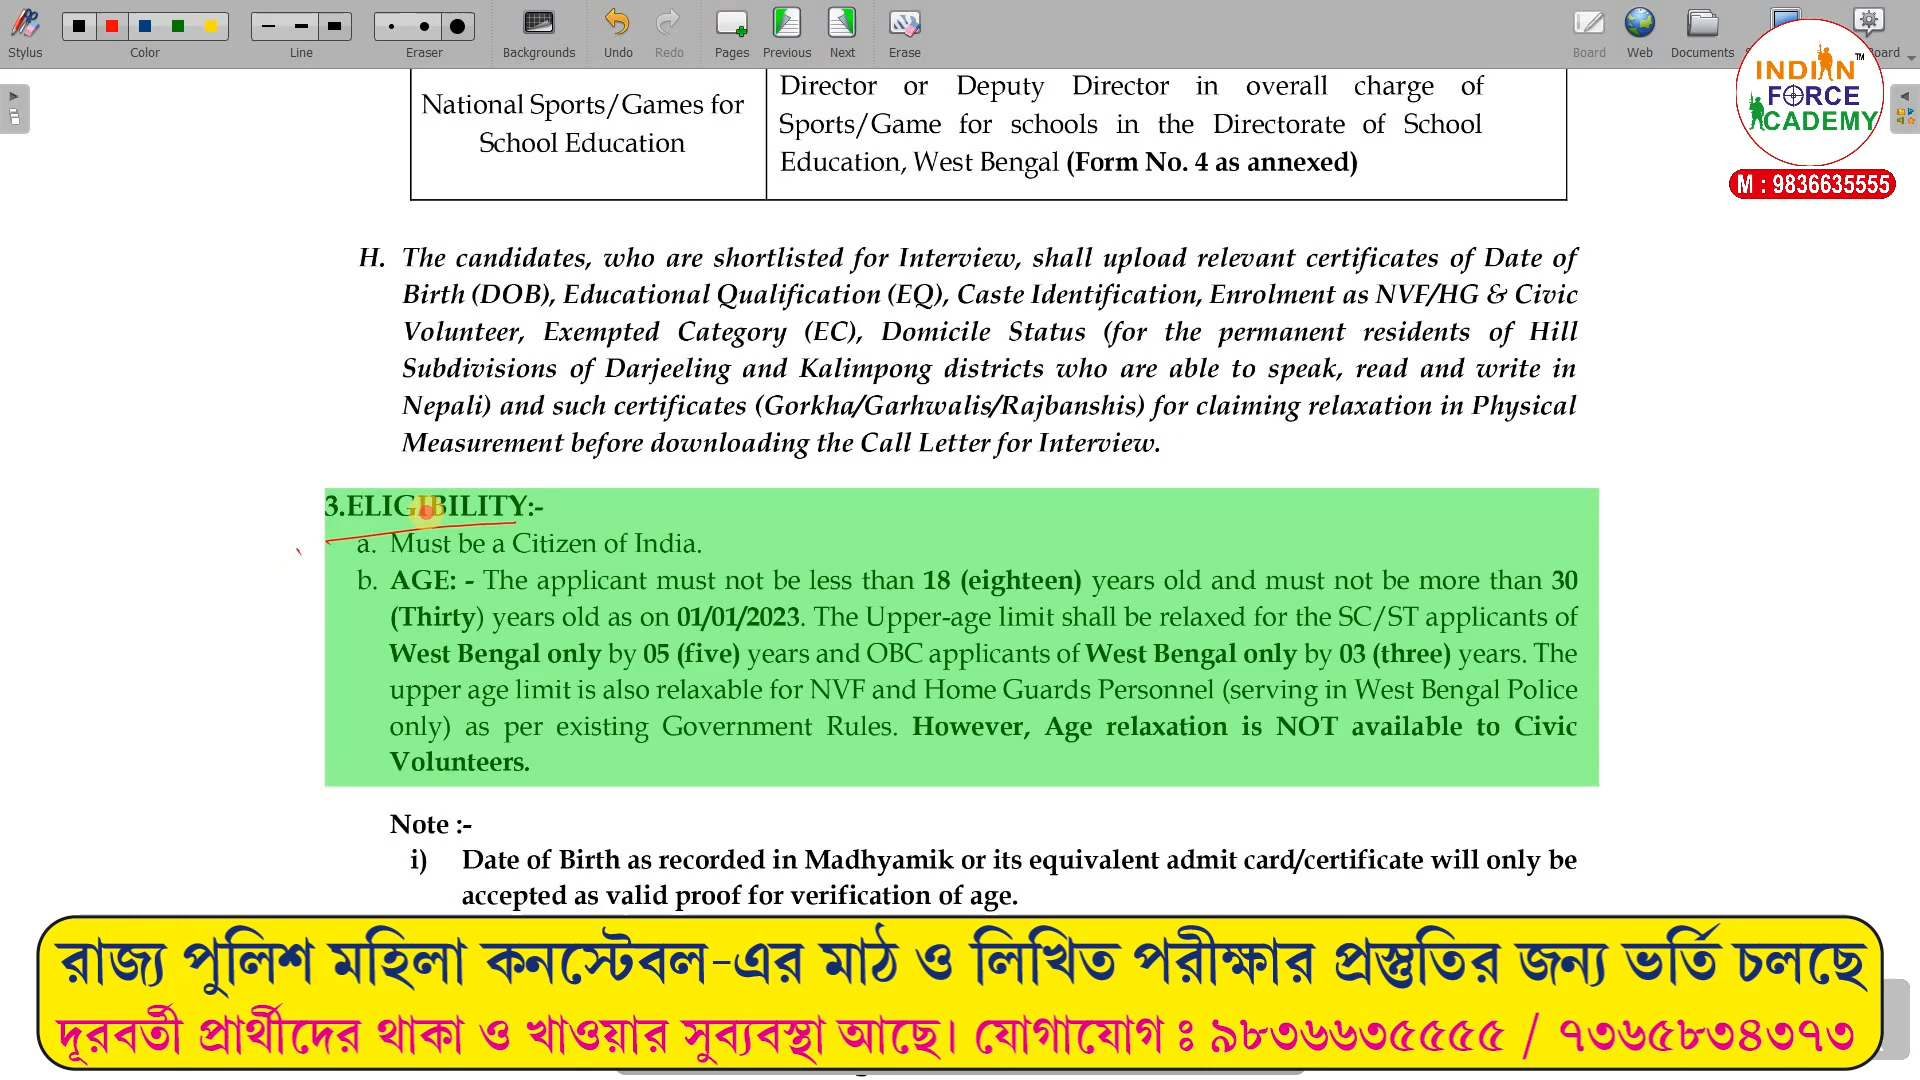 Stylus
Color
Line
Eraser
Backgrounds
Undo
Redo
Pages
Previous
Next
Erase
Board
Web
Documents
INDIAN
FORCE
ACADEMY
TM
M : 9836635555
National Sports/Games for
School Education
Director or Deputy Director in overall charge of
Sports/Game for schools in the Directorate of School
Education, West Bengal (Form No. 4 as annexed)
H. The candidates, who are shortlisted for Interview, shall upload relevant certificates of Date of
Birth (DOB), Educational Qualification (EQ), Caste Identification, Enrolment as NVF/HG & Civic
Volunteer, Exempted Category (EC), Domicile Status (for the permanent residents of Hill
Subdivisions of Darjeeling and Kalimpong districts who are able to speak, read and write in
Nepali) and such certificates (Gorkha/Garhwalis/Rajbanshis) for claiming relaxation in Physical
Measurement before downloading the Call Letter for Interview.
3.ELIGIBILITY:-
a. Must be a Citizen of India.
b. AGE: - The applicant must not be less than 18 (eighteen) years old and must not be more than 30
(Thirty) years old as on 01/01/2023. The Upper-age limit shall be relaxed for the SC/ST applicants of
West Bengal only by 05 (five) years and OBC applicants of West Bengal only by 03 (three) years. The
upper age limit is also relaxable for NVF and Home Guards Personnel (serving in West Bengal Police
only) as per existing Government Rules. However, Age relaxation is NOT available to Civic
Volunteers.
Note :-
i) Date of Birth as recorded in Madhyamik or its equivalent admit card/certificate will only be
accepted as valid proof for verification of age.
রাজ্য পুলিশ মহিলা কনস্টেবল-এর মাঠ ও লিখিত পরীক্ষার প্রস্তুতির জন্য ভর্তি চলছে
দূরবর্তী প্রার্থীদের থাকা ও খাওয়ার সুব্যবস্থা আছে। যোগাযোগ ঃ ৯৮৩৬৬৩৫৫৫৫ / ৭৩৬৫৮৩৪৩৭৩